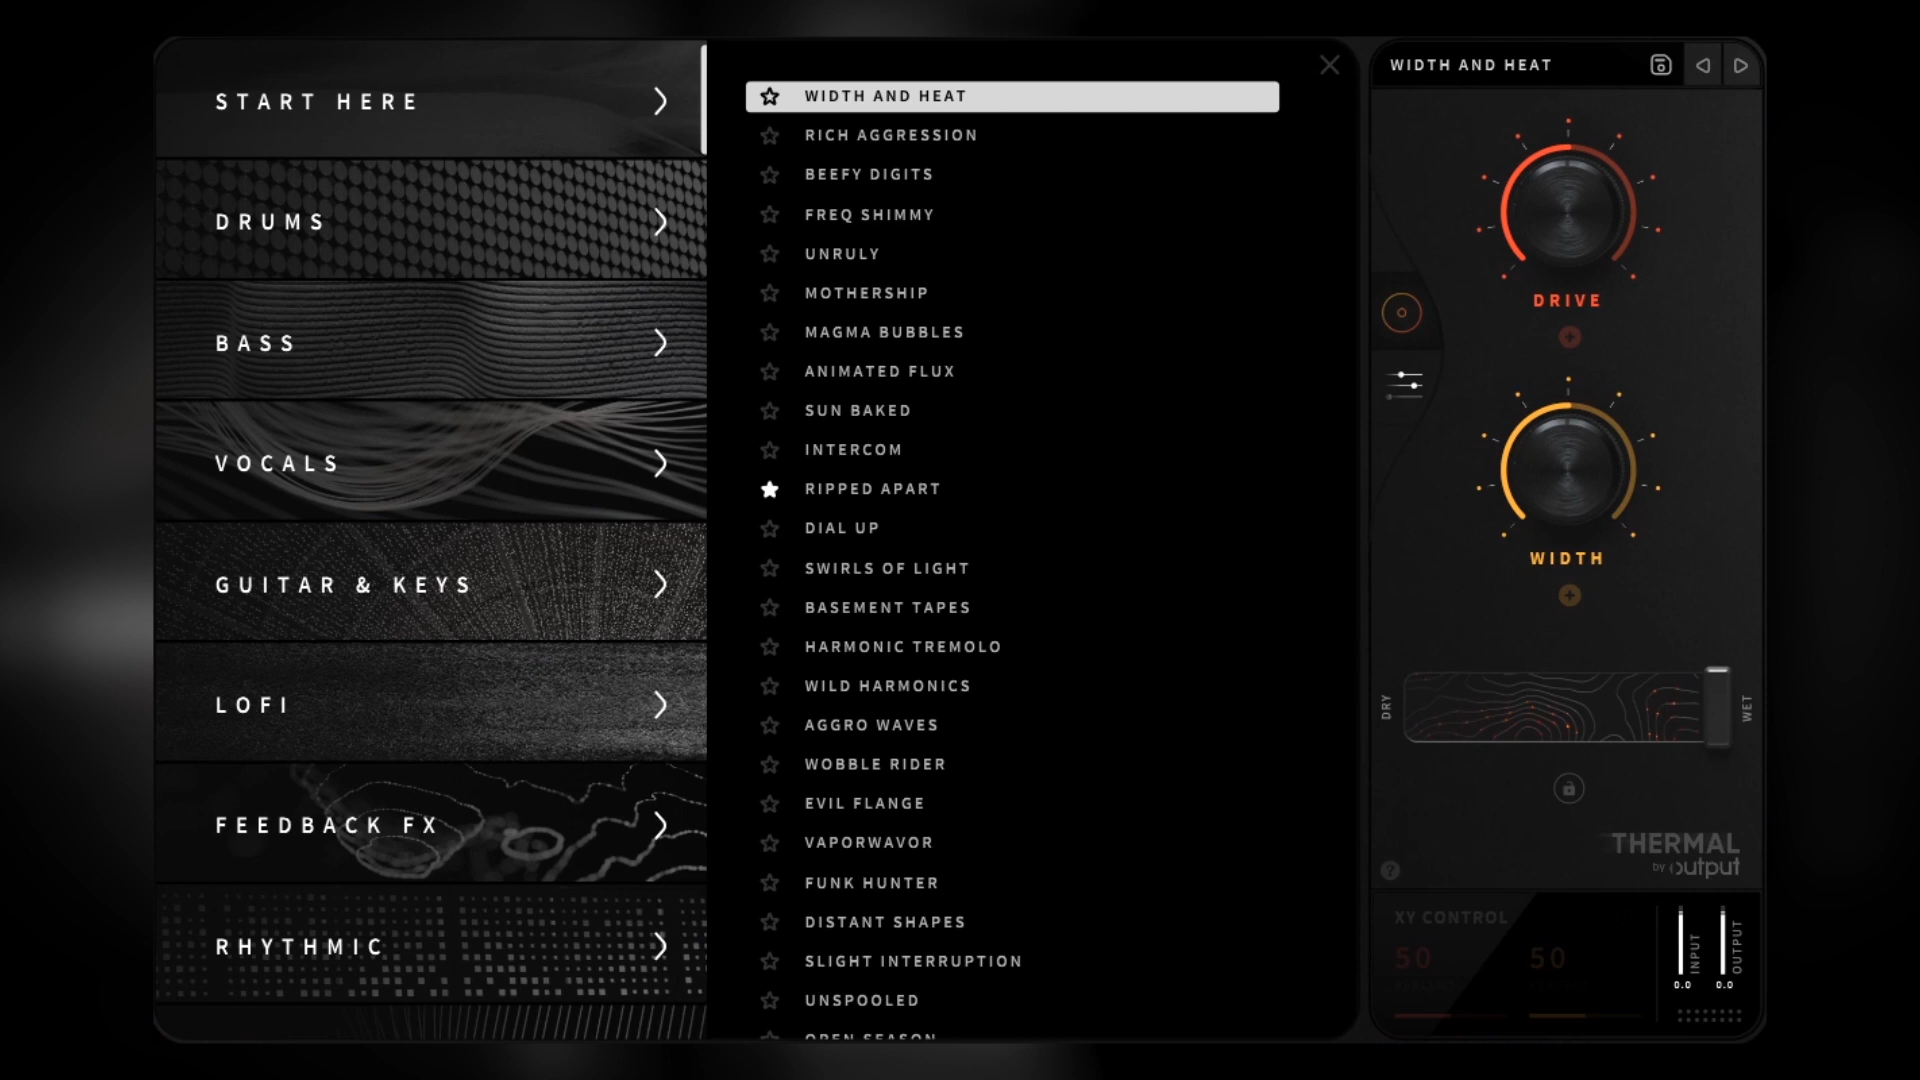 START HERE
DRUMS
BASS
VOCALS
GUITAR & KEYS
LOFI
FEEDBACK FX
RHYTHMIC
WIDTH AND HEAT
RICH AGGRESSION
BEEFY DIGITS
FREQ SHIMMY
UNRULY
MOTHERSHIP
MAGMA BUBBLES
ANIMATED FLUX
SUN BAKED
INTERCOM
RIPPED APART
DIAL UP
SWIRLS OF LIGHT
BASEMENT TAPES
HARMONIC TREMOLO
WILD HARMONICS
AGGRO WAVES
WOBBLE RIDER
EVIL FLANGE
VAPORWAVOR
FUNK HUNTER
DISTANT SHAPES
SLIGHT INTERRUPTION
UNSPOOLED
OPEN SEASON
WIDTH AND HEAT
DRIVE
WIDTH
DRY
WET
THERMAL
by output
?
XY CONTROL
50
50
INPUT
OUTPUT
0.0
0.0